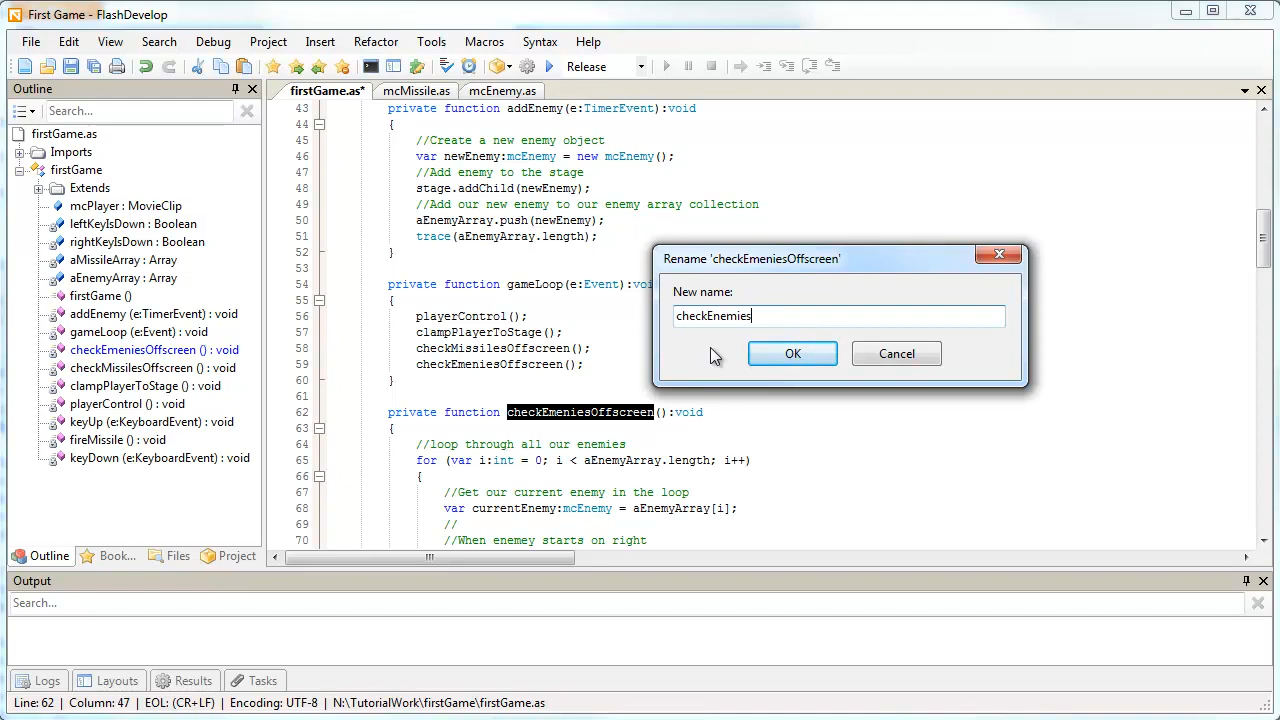 First Game - FlashDevelop
File Edit View Search Debug Project Insert Refactor Tools Macros Syntax Help
Release
Outline
firstGame.as* mcMissile.as mcEnemy.as
Search...
firstGame.as
Imports
firstGame
Extends
mcPlayer : MovieClip
leftKeyIsDown : Boolean
rightKeyIsDown : Boolean
aMissileArray : Array
aEnemyArray : Array
firstGame ()
addEnemy (e:TimerEvent) : void
gameLoop (e:Event) : void
checkEmeniesOffscreen () : void
checkMissilesOffscreen () : void
clampPlayerToStage () : void
playerControl () : void
keyUp (e:KeyboardEvent) : void
fireMissile () : void
keyDown (e:KeyboardEvent) : void
Outline Book... Files Project
43 private function addEnemy(e:TimerEvent):void
44 {
45 //Create a new enemy object
46 var newEnemy:mcEnemy = new mcEnemy();
47 //Add enemy to the stage
48 stage.addChild(newEnemy);
49 //Add our new enemy to our enemy array collection
50 aEnemyArray.push(newEnemy);
51 trace(aEnemyArray.length);
52 }
53
54 private function gameLoop(e:Event):voi
55 {
56 playerControl();
57 clampPlayerToStage();
58 checkMissilesOffscreen();
59 checkEmeniesOffscreen();
60 }
61
62 private function checkEmeniesOffscreen():void
63 {
64 //loop through all our enemies
65 for (var i:int = 0; i < aEnemyArray.length; i++)
66 {
67 //Get our current enemy in the loop
68 var currentEnemy:mcEnemy = aEnemyArray[i];
69 //
70 //When enemey starts on right
Rename 'checkEmeniesOffscreen'
New name:
checkEnemies
OK Cancel
Output
Search...
Logs Layouts Results Tasks
Line: 62 Column: 47 EOL: (CR+LF) Encoding: UTF-8 N:\TutorialWork\firstGame\firstGame.as